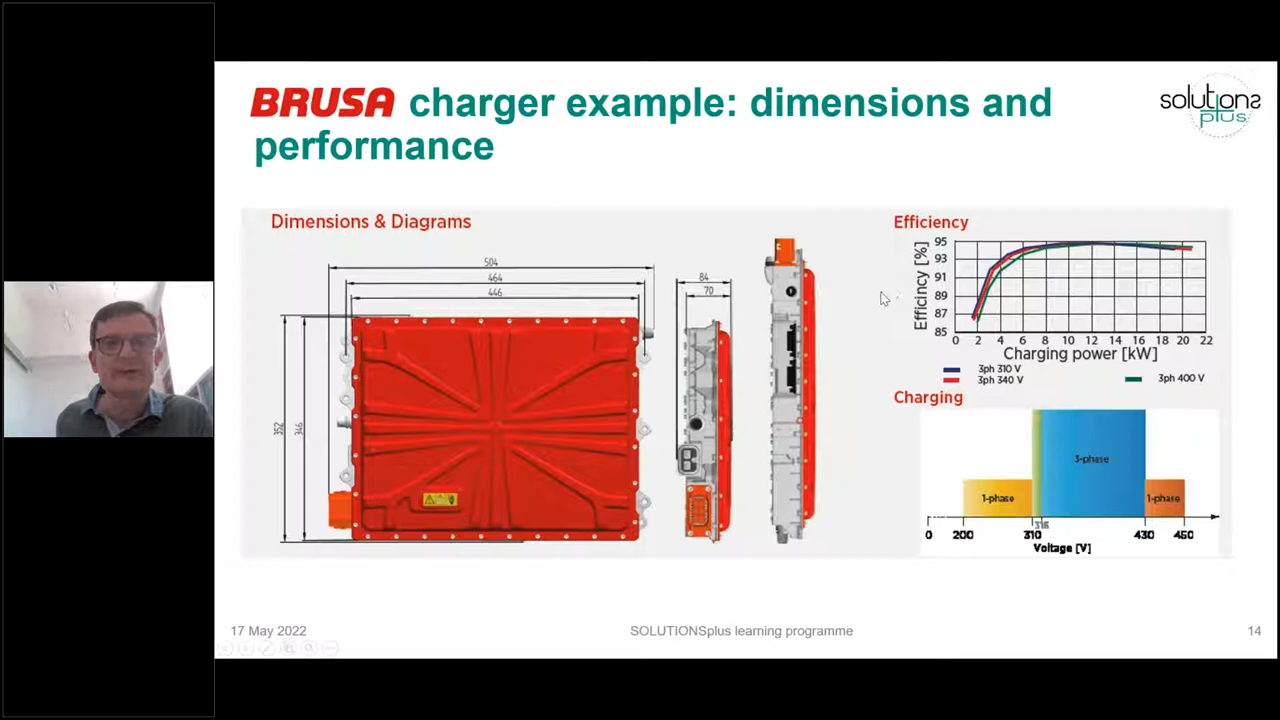 BRUSA charger example: dimensions and
performance
solutions
plus
Dimensions & Diagrams
504
464
446
352
346
84
70
Efficiency
Efficiency [%]
95
93
91
89
87
85
0 2 4 6 8 10 12 14 16 18 20 22
Charging power [kW]
3ph 310 V
3ph 340 V
3ph 400 V
Charging
3-phase
1-phase
1-phase
316
0 200 310 430 450
Voltage [V]
17 May 2022
SOLUTIONSplus learning programme
14